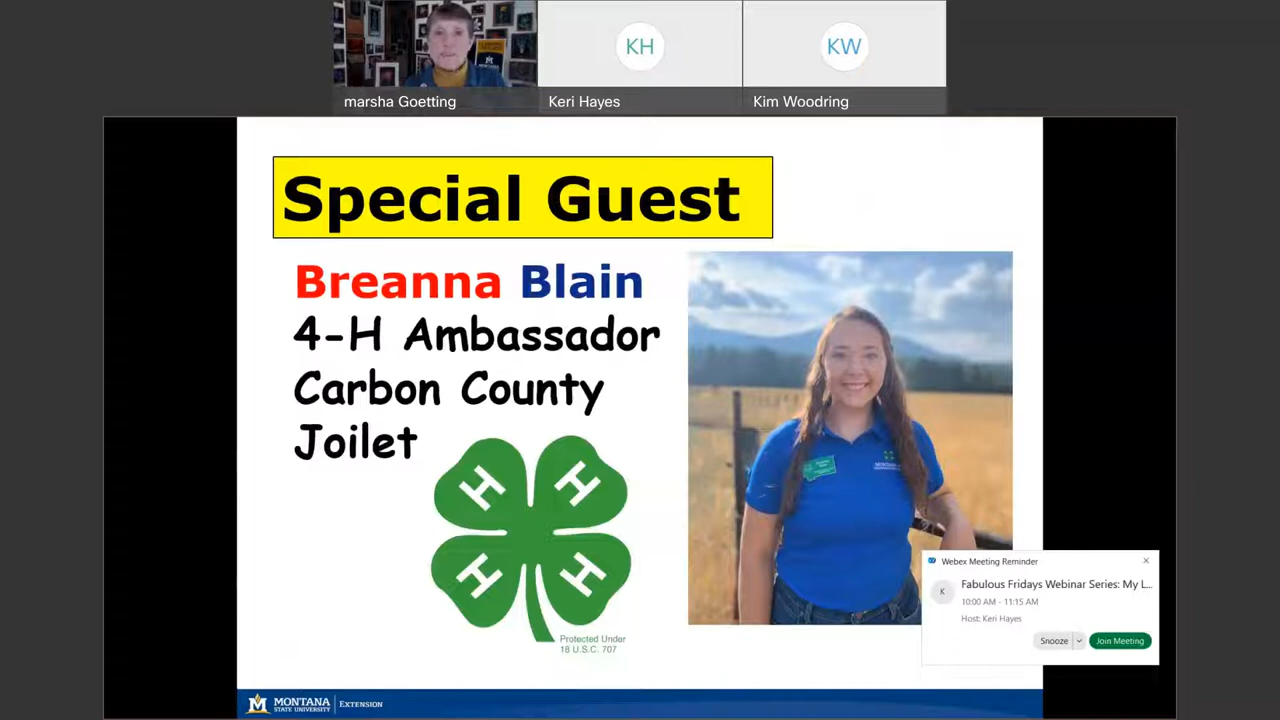 KH
KW
marsha Goetting
Keri Hayes
Kim Woodring
Special Guest
Breanna Blain
4-H Ambassador
Carbon County
Joilet
H H
H H
Protected Under
18 U.S.C. 707
Webex Meeting Reminder
K
Fabulous Fridays Webinar Series: My L...
10:00 AM - 11:15 AM
Host: Keri Hayes
Snooze
Join Meeting
M MONTANA
STATE UNIVERSITY
EXTENSION